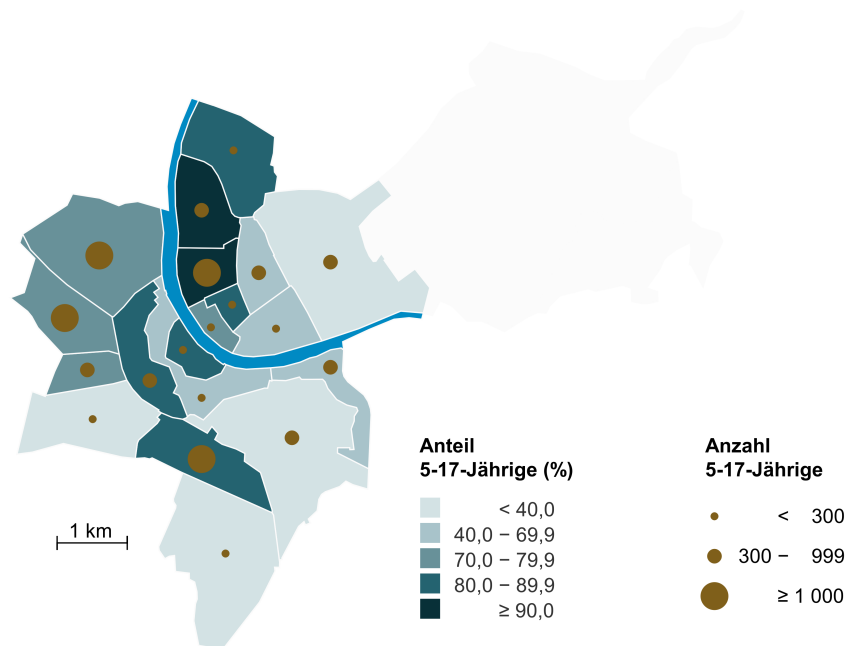 1 km
Anteil
5-17-Jährige (%)
< 40,0
40,0 – 69,9
70,0 – 79,9
80,0 – 89,9
≥ 90,0
Anzahl
5-17-Jährige
< 300
300 – 999
≥ 1 000